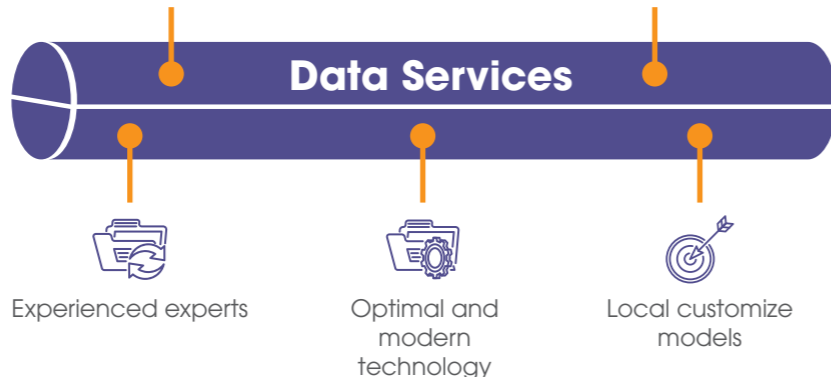 Data Services
Experienced experts
Optimal and
modern
technology
Local customize
models